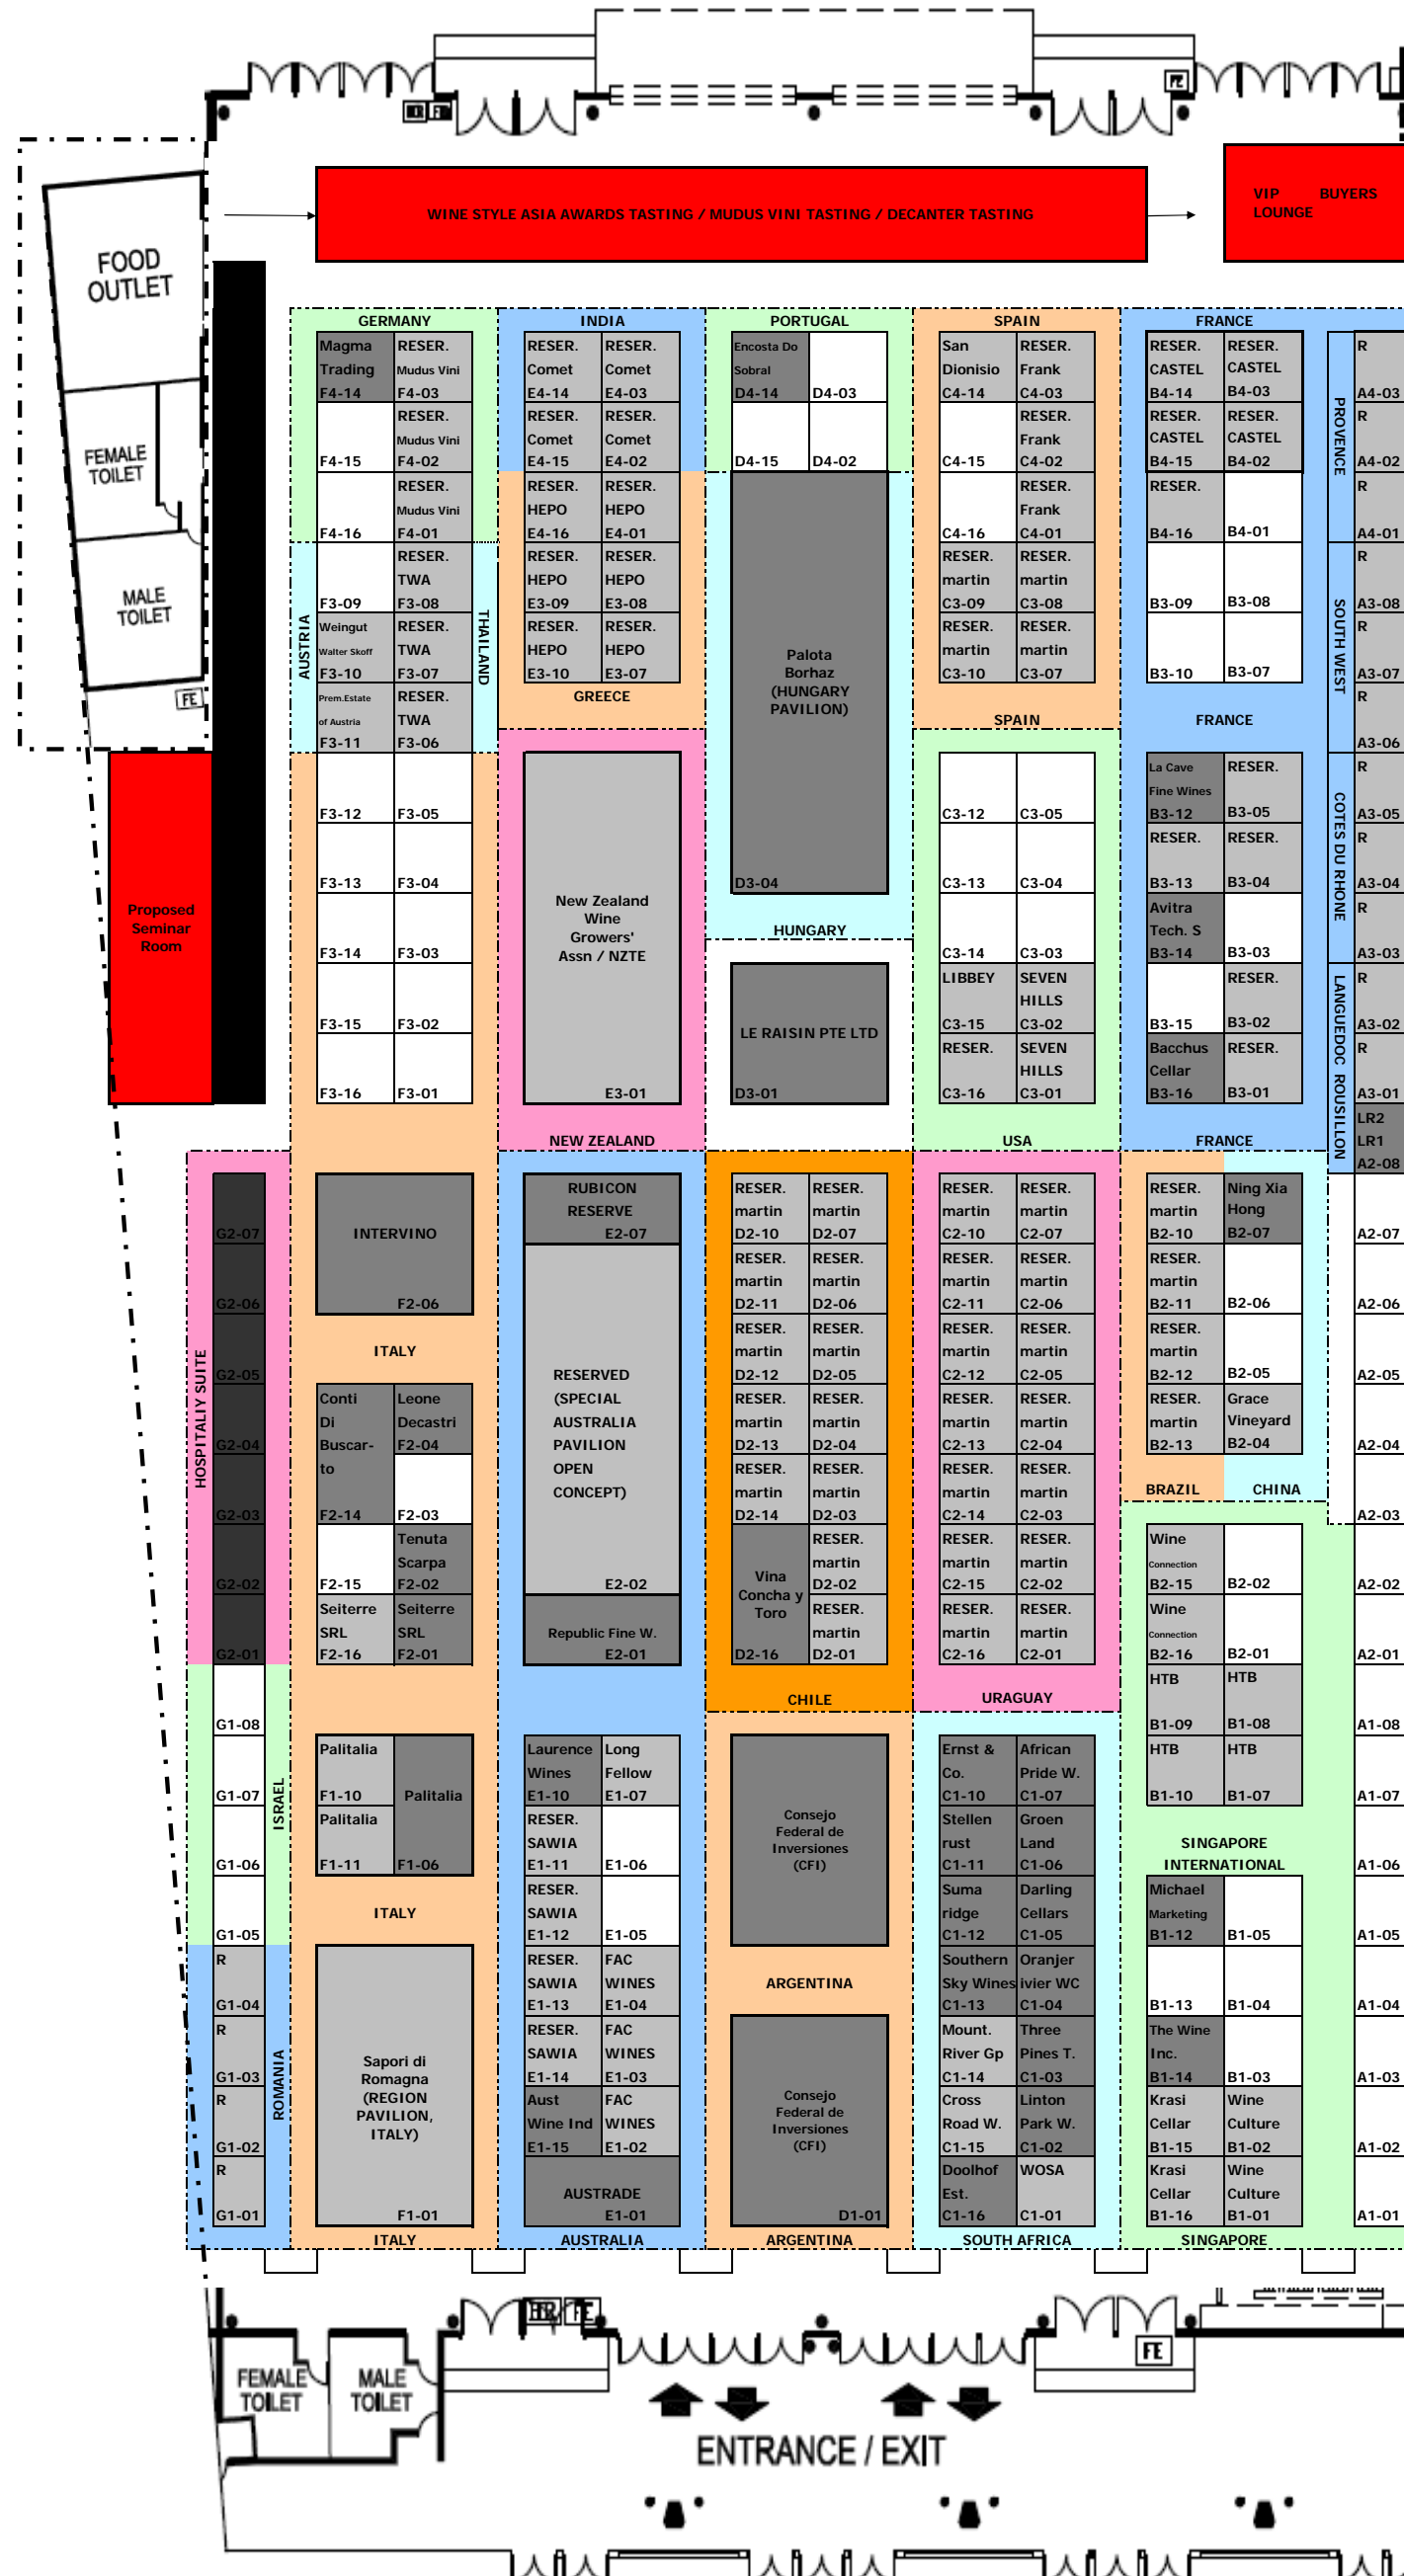 FE
WINE STYLE ASIA AWARDS TASTING / MUDUS VINI TASTING / DECANTER TASTING
VIP BUYERS
LOUNGE
FOOD
OUTLET
FEMALE
TOILET
MALE
TOILET
FE
Proposed
Seminar
Room
GERMANY
Magma
Trading
F4-14
RESER.
Mudus Vini
F4-03
F4-15
RESER.
Mudus Vini
F4-02
F4-16
RESER.
Mudus Vini
F4-01
AUSTRIA
THAILAND
F3-09
RESER.
TWA
F3-08
Weingut
Walter Skoff
F3-10
RESER.
TWA
F3-07
Prem.Estate
of Austria
F3-11
RESER.
TWA
F3-06
F3-12
F3-05
F3-13
F3-04
F3-14
F3-03
F3-15
F3-02
F3-16
F3-01
INDIA
RESER.
Comet
E4-14
RESER.
Comet
E4-03
RESER.
Comet
E4-15
RESER.
Comet
E4-02
RESER.
HEPO
E4-16
RESER.
HEPO
E4-01
RESER.
HEPO
E3-09
RESER.
HEPO
E3-08
RESER.
HEPO
E3-10
RESER.
HEPO
E3-07
GREECE
New Zealand
Wine
Growers'
Assn / NZTE
E3-01
NEW ZEALAND
PORTUGAL
Encosta Do
Sobral
D4-14
D4-03
D4-15
D4-02
Palota
Borhaz
(HUNGARY
PAVILION)
D3-04
HUNGARY
LE RAISIN PTE LTD
D3-01
SPAIN
San
Dionisio
C4-14
RESER.
Frank
C4-03
C4-15
RESER.
Frank
C4-02
C4-16
RESER.
Frank
C4-01
RESER.
martin
C3-09
RESER.
martin
C3-08
RESER.
martin
C3-10
RESER.
martin
C3-07
SPAIN
C3-12
C3-05
C3-13
C3-04
C3-14
C3-03
LIBBEY
C3-15
SEVEN
HILLS
C3-02
RESER.
C3-16
SEVEN
HILLS
C3-01
USA
FRANCE
RESER.
CASTEL
B4-14
RESER.
CASTEL
B4-03
RESER.
CASTEL
B4-15
RESER.
CASTEL
B4-02
RESER.
B4-16
B4-01
B3-09
B3-08
B3-10
B3-07
FRANCE
La Cave
Fine Wines
B3-12
RESER.
B3-05
RESER.
B3-13
RESER.
B3-04
Avitra
Tech. S
B3-14
B3-03
B3-15
RESER.
B3-02
Bacchus
Cellar
B3-16
RESER.
B3-01
FRANCE
PROVENCE
SOUTH WEST
COTES DU RHONE
LANGUEDOC ROUSILLON
R
A4-03
R
A4-02
R
A4-01
R
A3-08
R
A3-07
R
A3-06
R
A3-05
R
A3-04
R
A3-03
R
A3-02
R
A3-01
LR2
LR1
A2-08
A2-07
A2-06
A2-05
A2-04
A2-03
A2-02
A2-01
A1-08
A1-07
A1-06
A1-05
A1-04
A1-03
A1-02
A1-01
HOSPITALIY SUITE
G2-07
G2-06
G2-05
G2-04
G2-03
G2-02
G2-01
G1-08
G1-07
G1-06
G1-05
ISRAEL
R
G1-04
R
G1-03
R
G1-02
R
G1-01
ROMANIA
INTERVINO
F2-06
ITALY
Conti
Di
Buscar-
to
F2-14
Leone
Decastri
F2-04
F2-03
F2-15
Tenuta
Scarpa
F2-02
Seiterre
SRL
F2-16
Seiterre
SRL
F2-01
Palitalia
F1-10
Palitalia
F1-11
Palitalia
F1-06
ITALY
Sapori di
Romagna
(REGION
PAVILION,
ITALY)
F1-01
ITALY
RUBICON
RESERVE
E2-07
RESERVED
(SPECIAL
AUSTRALIA
PAVILION
OPEN
CONCEPT)
E2-02
Republic Fine W.
E2-01
Laurence
Wines
E1-10
Long
Fellow
E1-07
RESER.
SAWIA
E1-11
E1-06
RESER.
SAWIA
E1-12
E1-05
RESER.
SAWIA
E1-13
FAC
WINES
E1-04
RESER.
SAWIA
E1-14
FAC
WINES
E1-03
Aust
Wine Ind
E1-15
FAC
WINES
E1-02
AUSTRADE
E1-01
AUSTRALIA
RESER.
martin
D2-10
RESER.
martin
D2-07
RESER.
martin
D2-11
RESER.
martin
D2-06
RESER.
martin
D2-12
RESER.
martin
D2-05
RESER.
martin
D2-13
RESER.
martin
D2-04
RESER.
martin
D2-14
RESER.
martin
D2-03
Vina
Concha y
Toro
D2-16
RESER.
martin
D2-02
RESER.
martin
D2-01
CHILE
Consejo
Federal de
Inversiones
(CFI)
ARGENTINA
Consejo
Federal de
Inversiones
(CFI)
D1-01
ARGENTINA
RESER.
martin
C2-10
RESER.
martin
C2-07
RESER.
martin
C2-11
RESER.
martin
C2-06
RESER.
martin
C2-12
RESER.
martin
C2-05
RESER.
martin
C2-13
RESER.
martin
C2-04
RESER.
martin
C2-14
RESER.
martin
C2-03
RESER.
martin
C2-15
RESER.
martin
C2-02
RESER.
martin
C2-16
RESER.
martin
C2-01
URAGUAY
Ernst &
Co.
C1-10
African
Pride W.
C1-07
Stellen
rust
C1-11
Groen
Land
C1-06
Suma
ridge
C1-12
Darling
Cellars
C1-05
Southern
Sky Wines
C1-13
Oranjer
ivier WC
C1-04
Mount.
River Gp
C1-14
Three
Pines T.
C1-03
Cross
Road W.
C1-15
Linton
Park W.
C1-02
Doolhof
Est.
C1-16
WOSA
C1-01
SOUTH AFRICA
RESER.
martin
B2-10
Ning Xia
Hong
B2-07
RESER.
martin
B2-11
B2-06
RESER.
martin
B2-12
B2-05
RESER.
martin
B2-13
Grace
Vineyard
B2-04
BRAZIL
CHINA
Wine
Connection
B2-15
B2-02
Wine
Connection
B2-16
B2-01
HTB
B1-09
HTB
B1-08
HTB
B1-10
HTB
B1-07
SINGAPORE
INTERNATIONAL
Michael
Marketing
B1-12
B1-05
B1-13
B1-04
The Wine
Inc.
B1-14
B1-03
Krasi
Cellar
B1-15
Wine
Culture
B1-02
Krasi
Cellar
B1-16
Wine
Culture
B1-01
SINGAPORE
FE
FE
FEMALE
TOILET
MALE
TOILET
ENTRANCE / EXIT